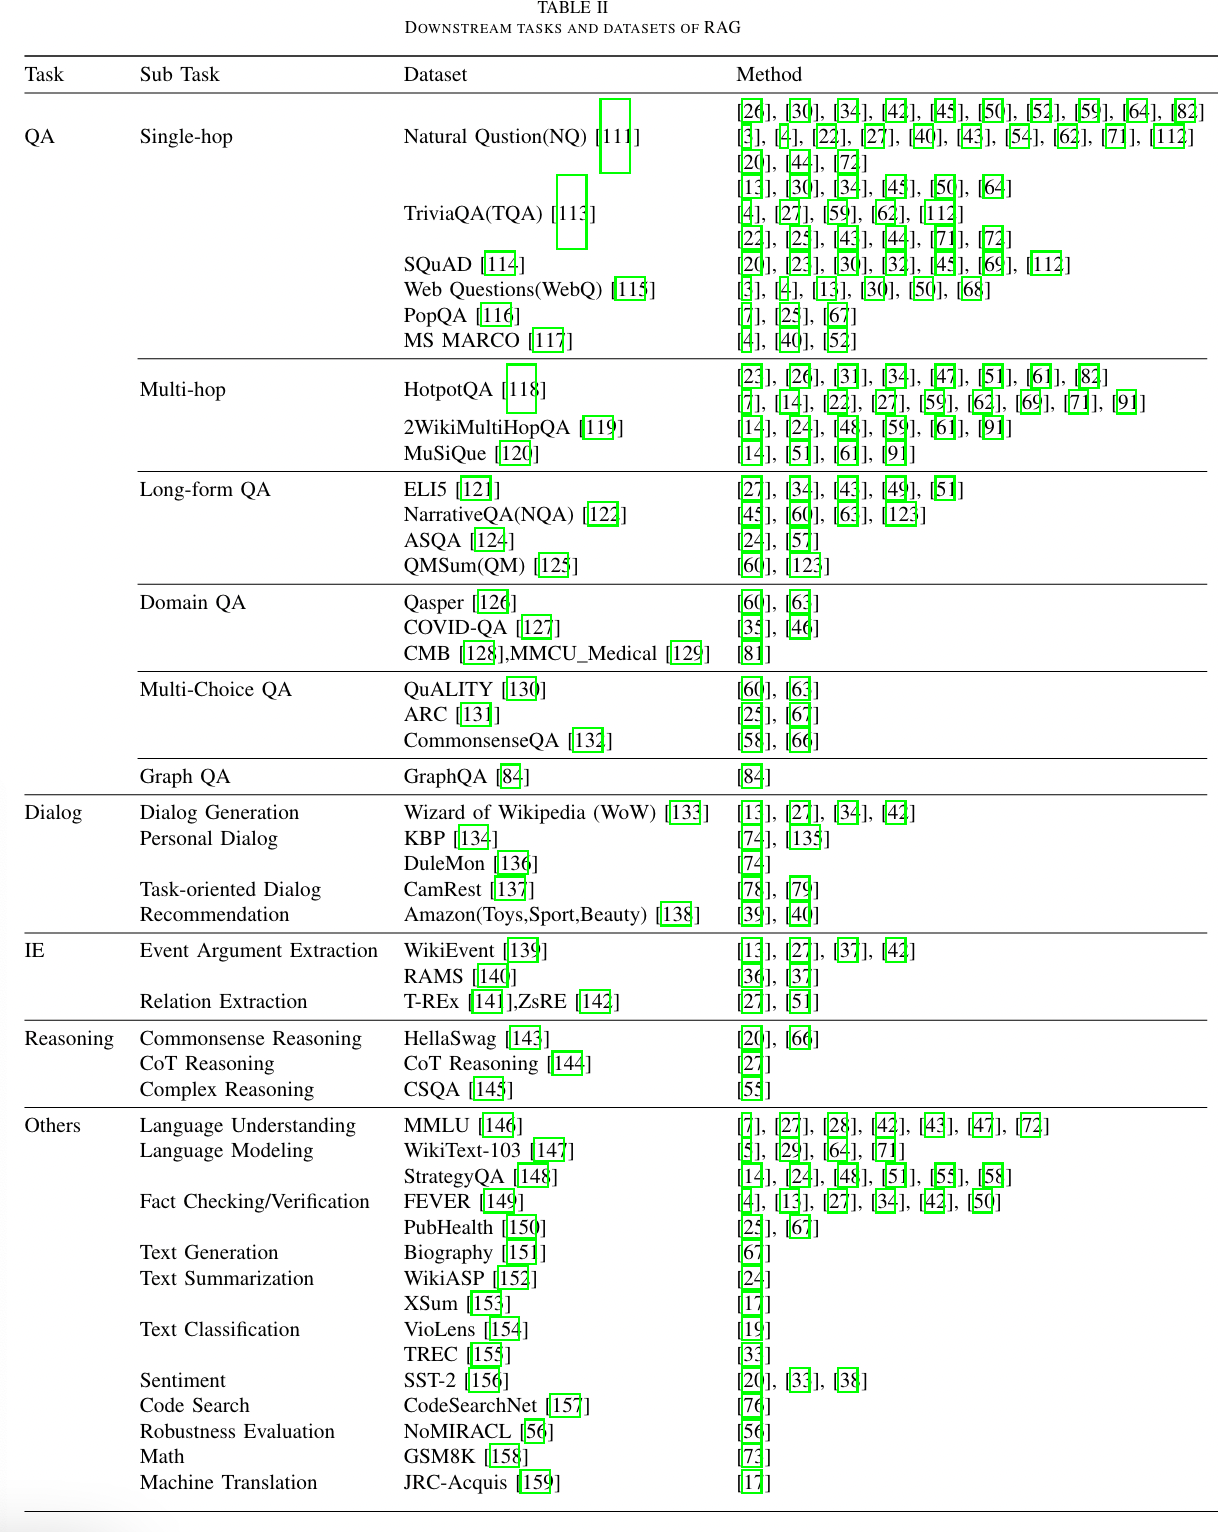 TABLE II
DOWNSTREAM TASKS AND DATASETS OF RAG
Task Sub Task Dataset Method
[26], [30], [34], [42], [45], [50], [52], [59], [64], [82]
QA Single-hop Natural Qustion(NQ) [111] [3], [4], [22], [27], [40], [43], [54], [62], [71], [112]
[20], [44], [72]
[13], [30], [34], [45], [50], [64]
TriviaQA(TQA) [113] [4], [27], [59], [62], [112]
[22], [25], [43], [44], [71], [72]
SQuAD [114] [20], [23], [30], [32], [45], [69], [112]
Web Questions(WebQ) [115] [3], [4], [13], [30], [50], [68]
PopQA [116] [7], [25], [67]
MS MARCO [117] [4], [40], [52]
[23], [26], [31], [34], [47], [51], [61], [82]
Multi-hop HotpotQA [118]
[7], [14], [22], [27], [59], [62], [69], [71], [91]
2WikiMultiHopQA [119] [14], [24], [48], [59], [61], [91]
MuSiQue [120] [14], [51], [61], [91]
Long-form QA ELI5 [121] [27], [34], [43], [49], [51]
NarrativeQA(NQA) [122] [45], [60], [63], [123]
ASQA [124] [24], [57]
QMSum(QM) [125] [60], [123]
Domain QA Qasper [126] [60], [63]
COVID-QA [127] [35], [46]
CMB [128],MMCU_Medical [129] [81]
Multi-Choice QA QuALITY [130] [60], [63]
ARC [131] [25], [67]
CommonsenseQA [132] [58], [66]
Graph QA GraphQA [84] [84]
Dialog Dialog Generation Wizard of Wikipedia (WoW) [133] [13], [27], [34], [42]
Personal Dialog KBP [134] [74], [135]
DuleMon [136] [74]
Task-oriented Dialog CamRest [137] [78], [79]
Recommendation Amazon(Toys,Sport,Beauty) [138] [39], [40]
IE Event Argument Extraction WikiEvent [139] [13], [27], [37], [42]
RAMS [140] [36], [37]
Relation Extraction T-REx [141],ZsRE [142] [27], [51]
Reasoning Commonsense Reasoning HellaSwag [143] [20], [66]
CoT Reasoning CoT Reasoning [144] [27]
Complex Reasoning CSQA [145] [55]
Others Language Understanding MMLU [146] [7], [27], [28], [42], [43], [47], [72]
Language Modeling WikiText-103 [147] [5], [29], [64], [71]
StrategyQA [148] [14], [24], [48], [51], [55], [58]
Fact Checking/Verification FEVER [149] [4], [13], [27], [34], [42], [50]
PubHealth [150] [25], [67]
Text Generation Biography [151] [67]
Text Summarization WikiASP [152] [24]
XSum [153] [17]
Text Classification VioLens [154] [19]
TREC [155] [33]
Sentiment SST-2 [156] [20], [33], [38]
Code Search CodeSearchNet [157] [76]
Robustness Evaluation NoMIRACL [56] [56]
Math GSM8K [158] [73]
Machine Translation JRC-Acquis [159] [17]